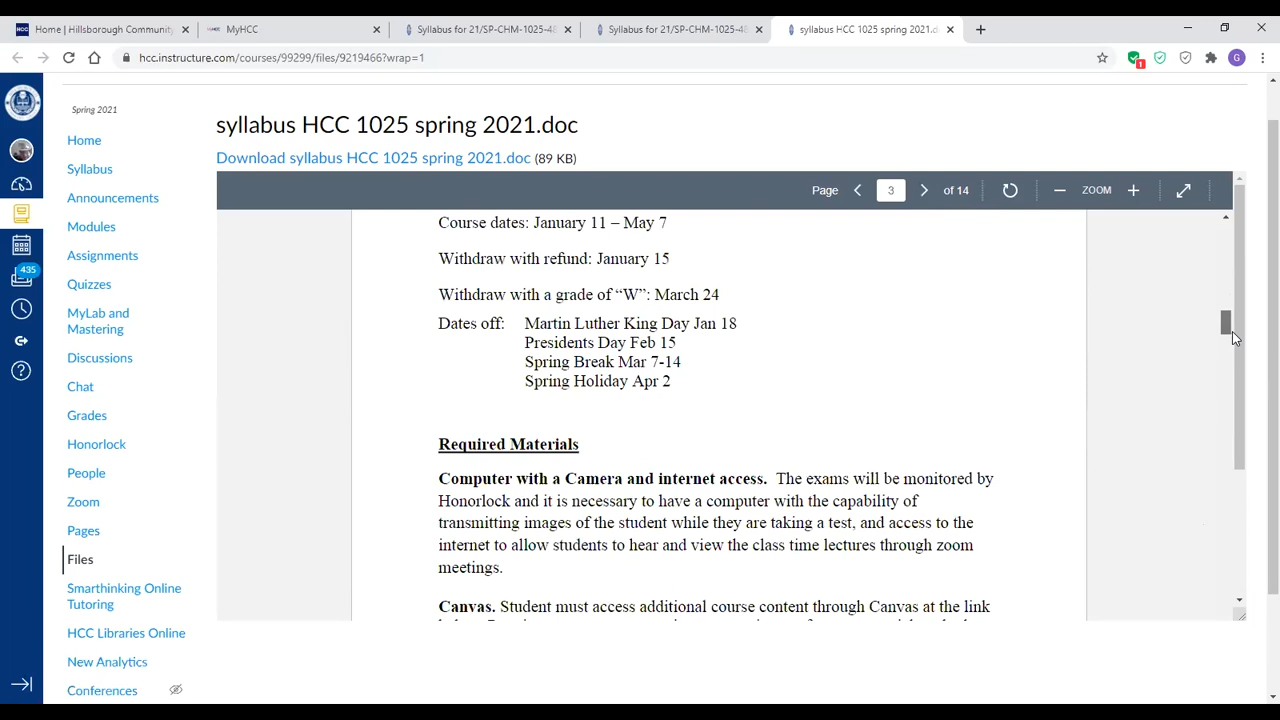 Home | Hillsborough Community
MyHCC
Syllabus for 21/SP-CHM-1025-48
Syllabus for 21/SP-CHM-1025-48
syllabus HCC 1025 spring 2021.d
hcc.instructure.com/courses/99299/files/9219466?wrap=1
1
G
Spring 2021
Home
Syllabus
Announcements
Modules
Assignments
Quizzes
MyLab and
Mastering
Discussions
Chat
Grades
Honorlock
People
Zoom
Pages
Files
Smarthinking Online
Tutoring
HCC Libraries Online
New Analytics
Conferences
435
syllabus HCC 1025 spring 2021.doc
Download syllabus HCC 1025 spring 2021.doc (89 KB)
Page 3 of 14 ZOOM
Course dates: January 11 – May 7
Withdraw with refund: January 15
Withdraw with a grade of “W”: March 24
Dates off: Martin Luther King Day Jan 18
Presidents Day Feb 15
Spring Break Mar 7-14
Spring Holiday Apr 2
Required Materials
Computer with a Camera and internet access. The exams will be monitored by
Honorlock and it is necessary to have a computer with the capability of
transmitting images of the student while they are taking a test, and access to the
internet to allow students to hear and view the class time lectures through zoom
meetings.
Canvas. Student must access additional course content through Canvas at the link